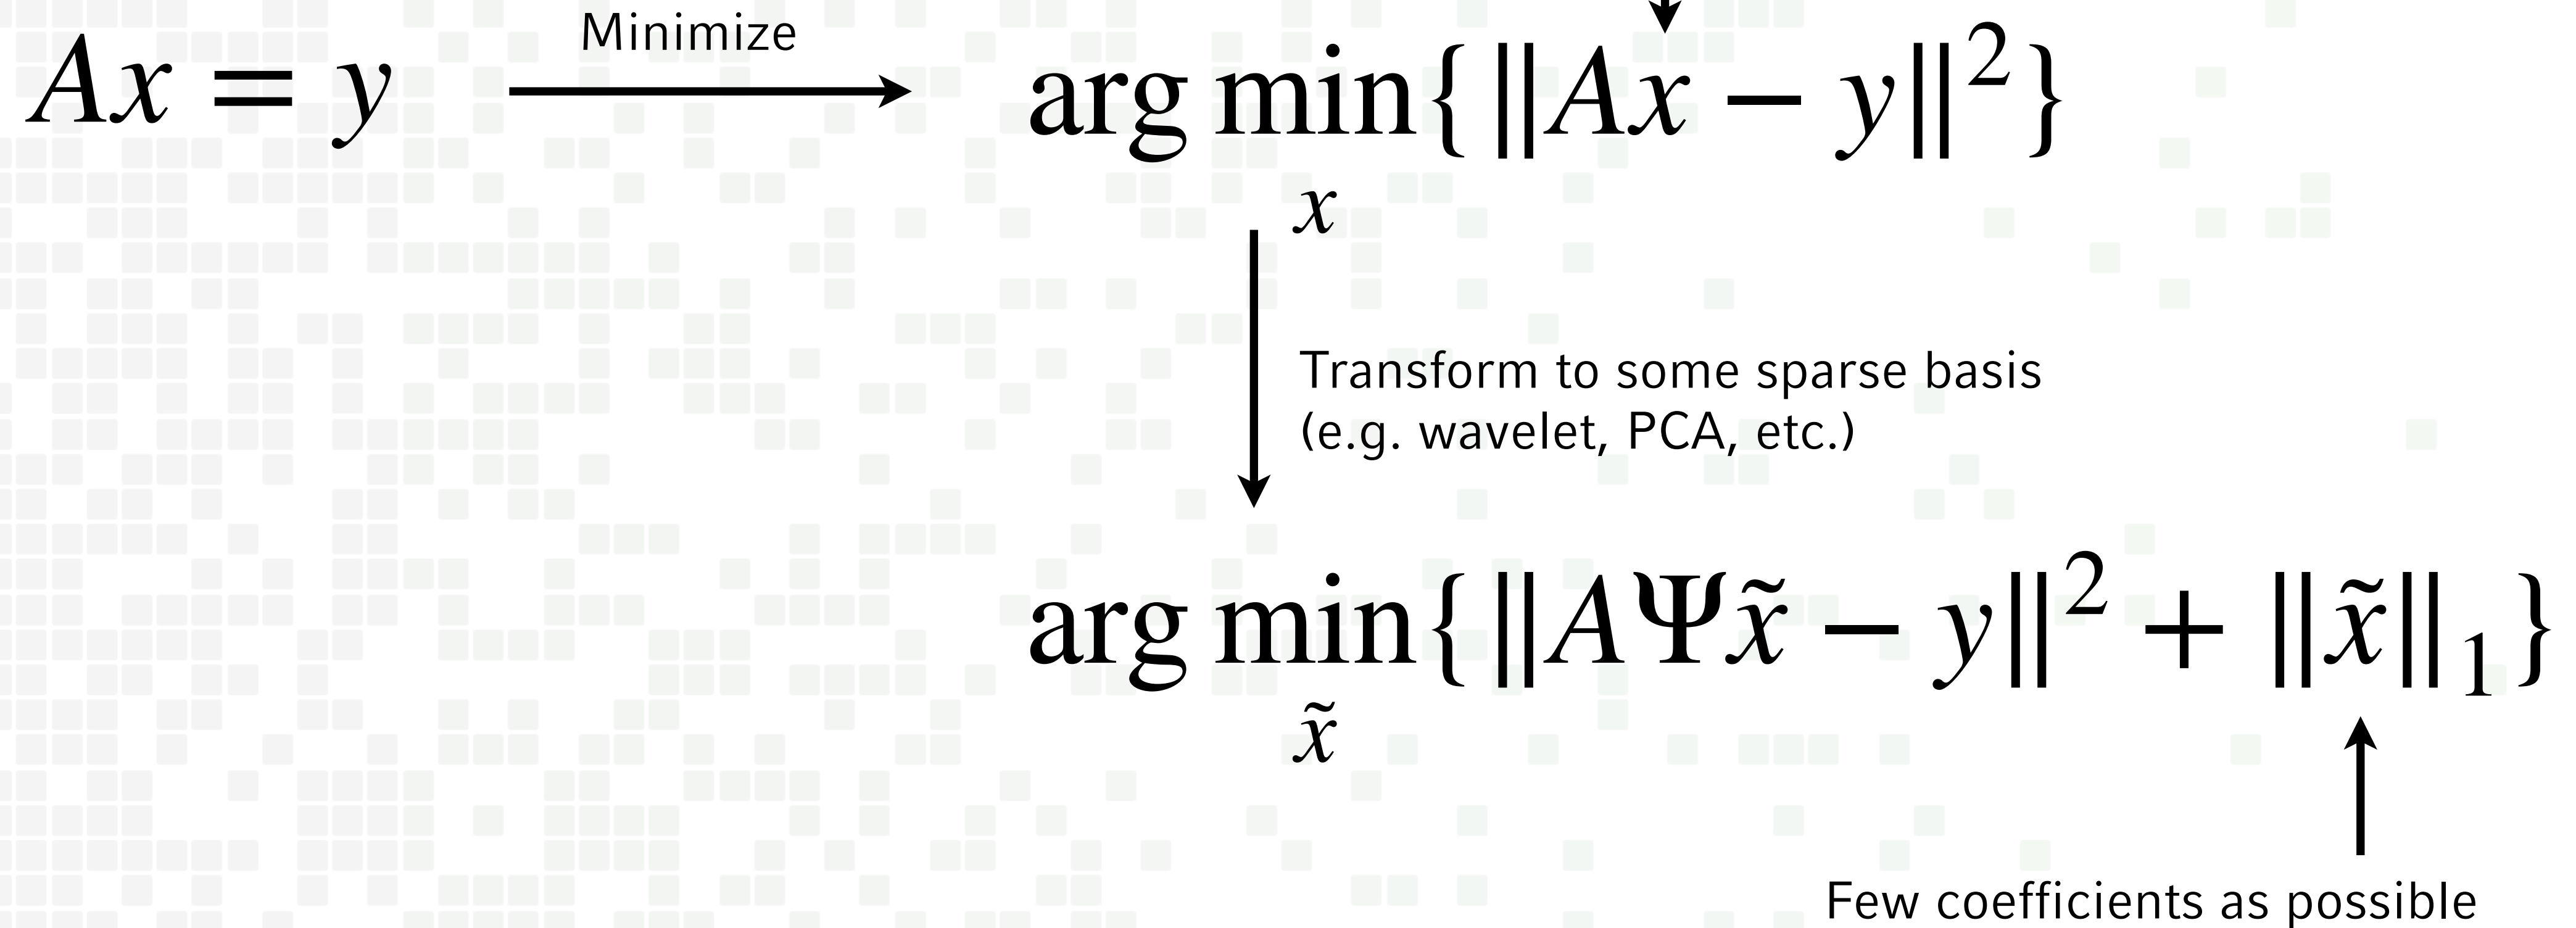 Ax = y
Minimize
arg min{‖Ax − y‖²}
x
Transform to some sparse basis
(e.g. wavelet, PCA, etc.)
arg min{‖AΨx̃ − y‖² + ‖x̃‖₁}
x̃
Few coefficients as possible